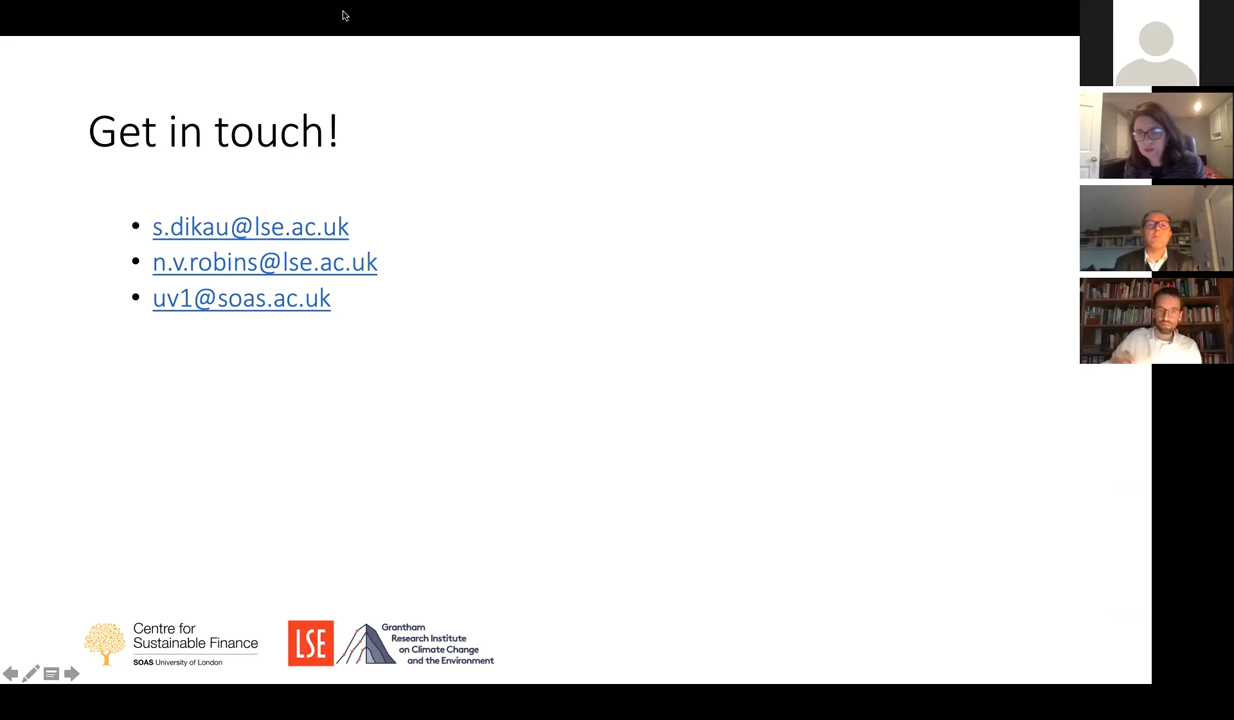 Get in touch!
• s.dikau@lse.ac.uk
• n.v.robins@lse.ac.uk
• uv1@soas.ac.uk
Centre for
Sustainable Finance
SOAS University of London
LSE
Grantham
Research Institute
on Climate Change
and the Environment